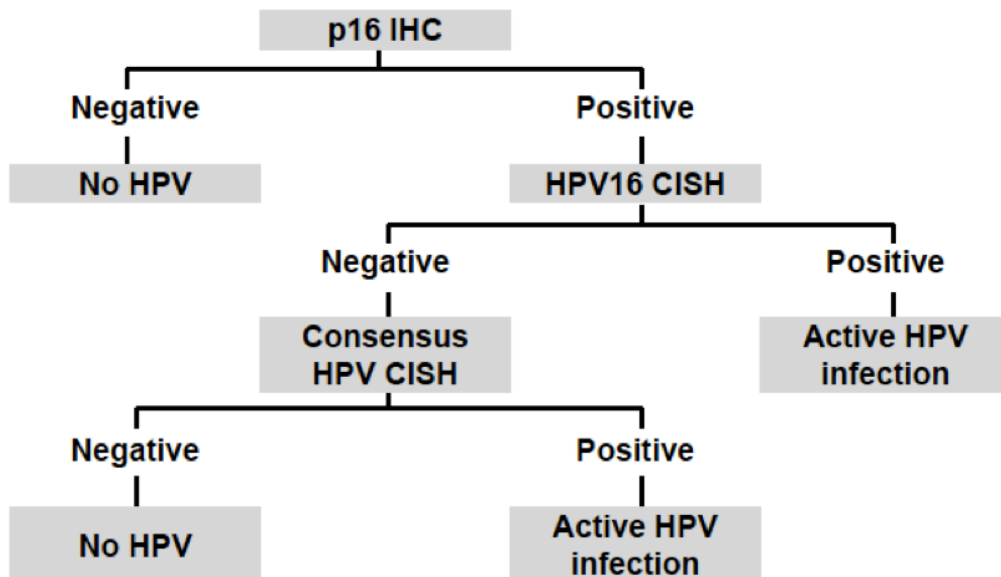 p16 IHC
Negative
Positive
No HPV
HPV16 CISH
Negative
Positive
Consensus
HPV CISH
Active HPV
infection
Negative
Positive
No HPV
Active HPV
infection